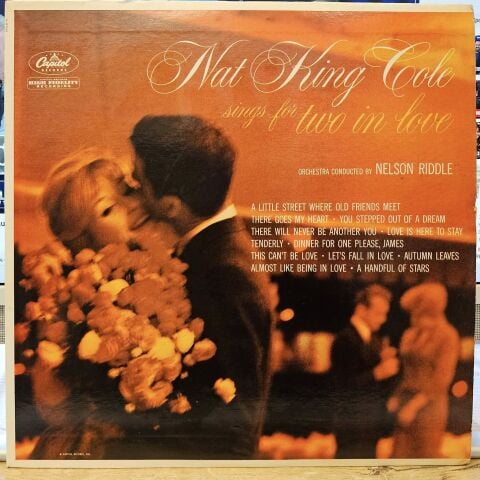 Capitol
RECORDS
HIGH FIDELITY
RECORDING
Nat King Cole
sings for two in love
ORCHESTRA CONDUCTED BY NELSON RIDDLE
A LITTLE STREET WHERE OLD FRIENDS MEET
THERE GOES MY HEART · YOU STEPPED OUT OF A DREAM
THERE WILL NEVER BE ANOTHER YOU · LOVE IS HERE TO STAY
TENDERLY · DINNER FOR ONE PLEASE, JAMES
THIS CAN'T BE LOVE · LET'S FALL IN LOVE · AUTUMN LEAVES
ALMOST LIKE BEING IN LOVE · A HANDFUL OF STARS